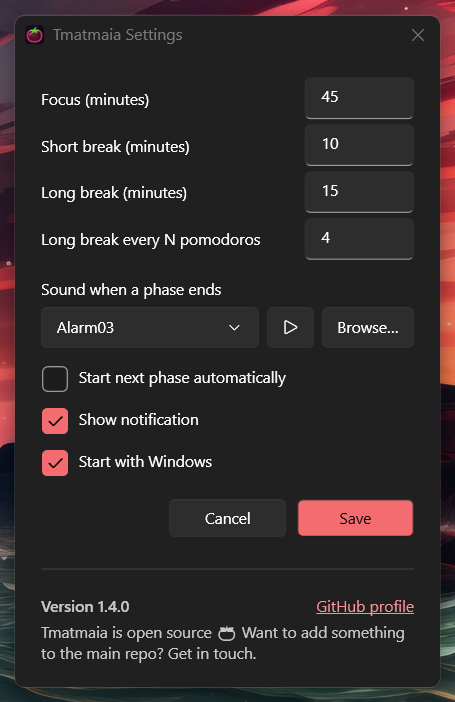 Tmatmaia Settings
Focus (minutes) 45
Short break (minutes) 10
Long break (minutes) 15
Long break every N pomodoros 4
Sound when a phase ends
Alarm03 Browse...
Start next phase automatically
Show notification
Start with Windows
Cancel Save
Version 1.4.0 GitHub profile
Tmatmaia is open source 🍅 Want to add something
to the main repo? Get in touch.